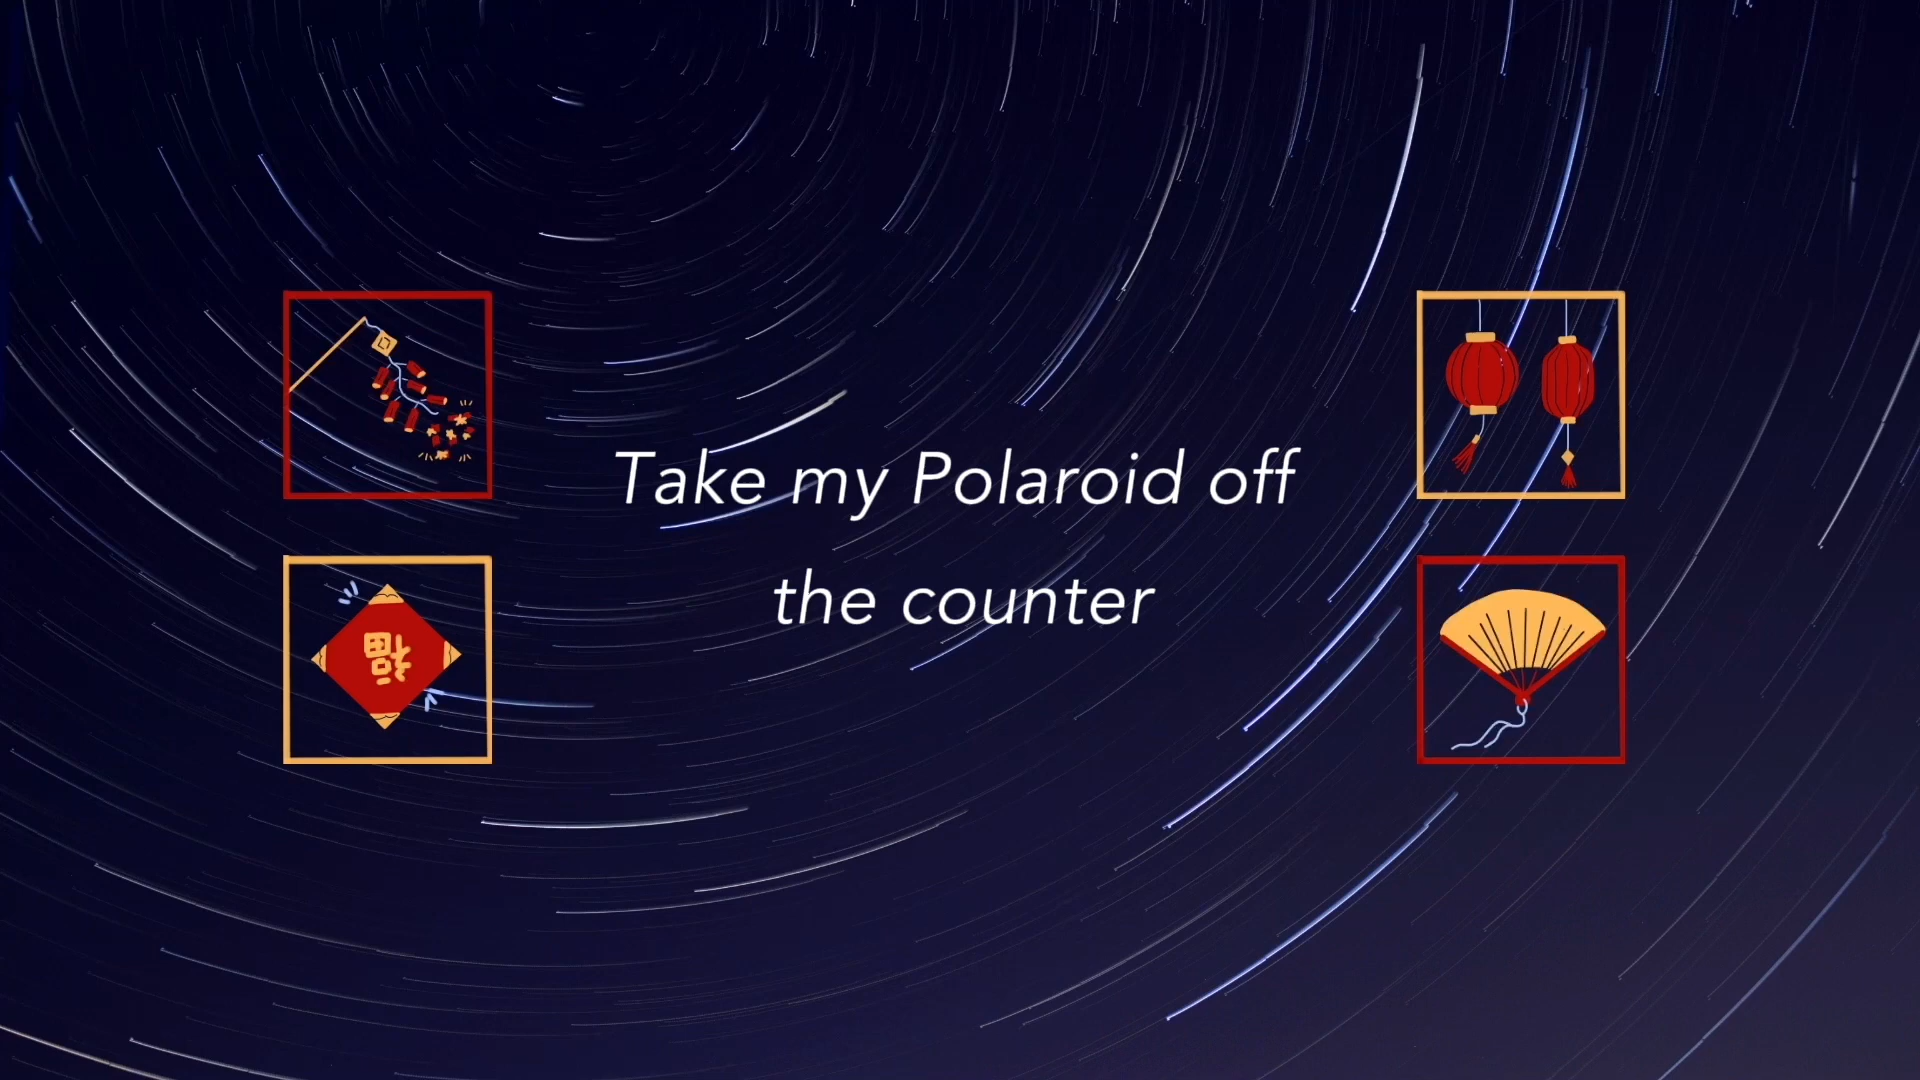 Take my Polaroid off
the counter
福